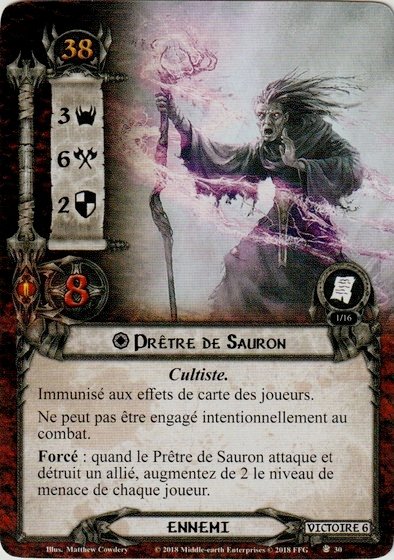 38
3
6
2
8
1/16
Prêtre de Sauron
Cultiste.
Immunisé aux effets de carte des joueurs.
Ne peut pas être engagé intentionnellement au
combat.
Forcé : quand le Prêtre de Sauron attaque et
détruit un allié, augmentez de 2 le niveau de
menace de chaque joueur.
ENNEMI
VICTOIRE 6
Illus. Matthew Cowdery © 2018 Middle-earth Enterprises © 2018 FFG 30